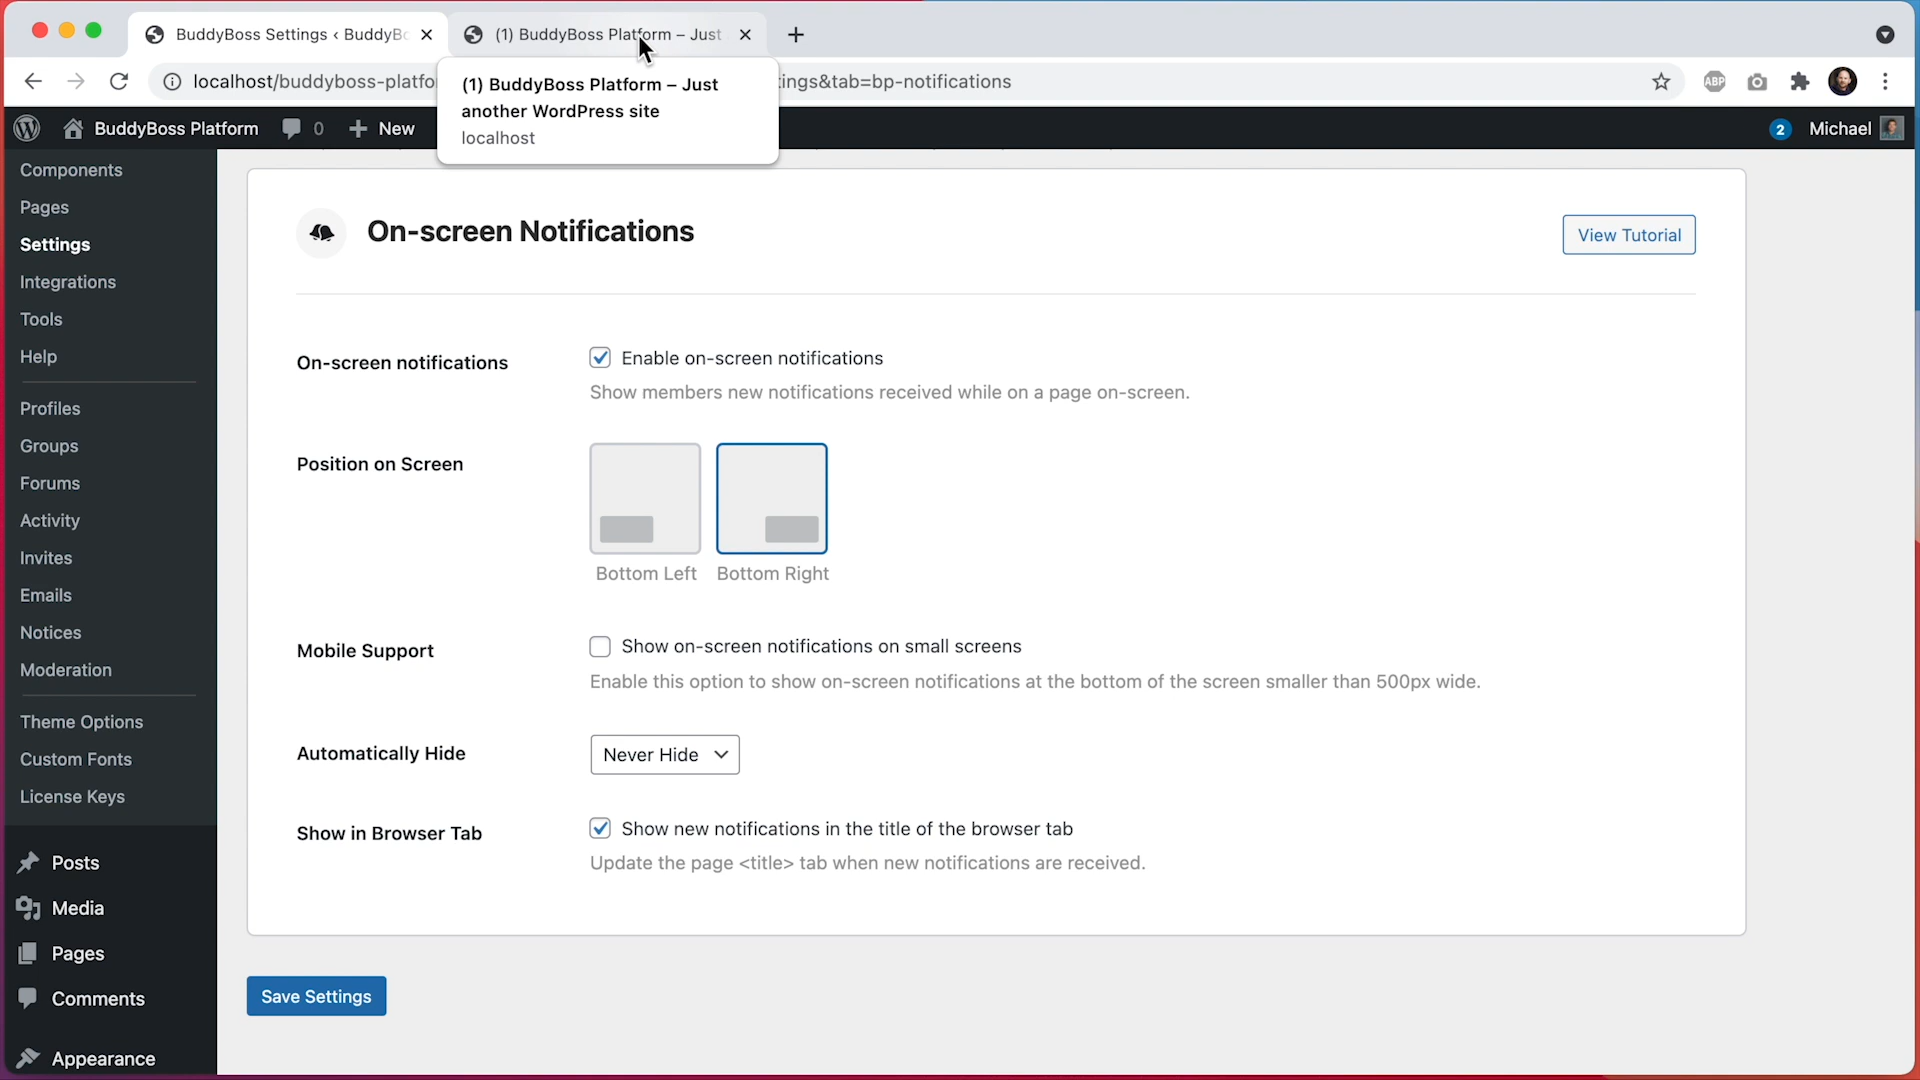 BuddyBoss Settings ‹ BuddyB
(1) BuddyBoss Platform – Just
localhost/buddyboss-platfo
ings&tab=bp-notifications
ABP
(1) BuddyBoss Platform – Just
another WordPress site
localhost
BuddyBoss Platform
0
New
2
Michael
Components
Pages
Settings
Integrations
Tools
Help
Profiles
Groups
Forums
Activity
Invites
Emails
Notices
Moderation
Theme Options
Custom Fonts
License Keys
Posts
Media
Pages
Comments
Appearance
On-screen Notifications
View Tutorial
On-screen notifications
Enable on-screen notifications
Show members new notifications received while on a page on-screen.
Position on Screen
Bottom Left
Bottom Right
Mobile Support
Show on-screen notifications on small screens
Enable this option to show on-screen notifications at the bottom of the screen smaller than 500px wide.
Automatically Hide
Never Hide
Show in Browser Tab
Show new notifications in the title of the browser tab
Update the page <title> tab when new notifications are received.
Save Settings